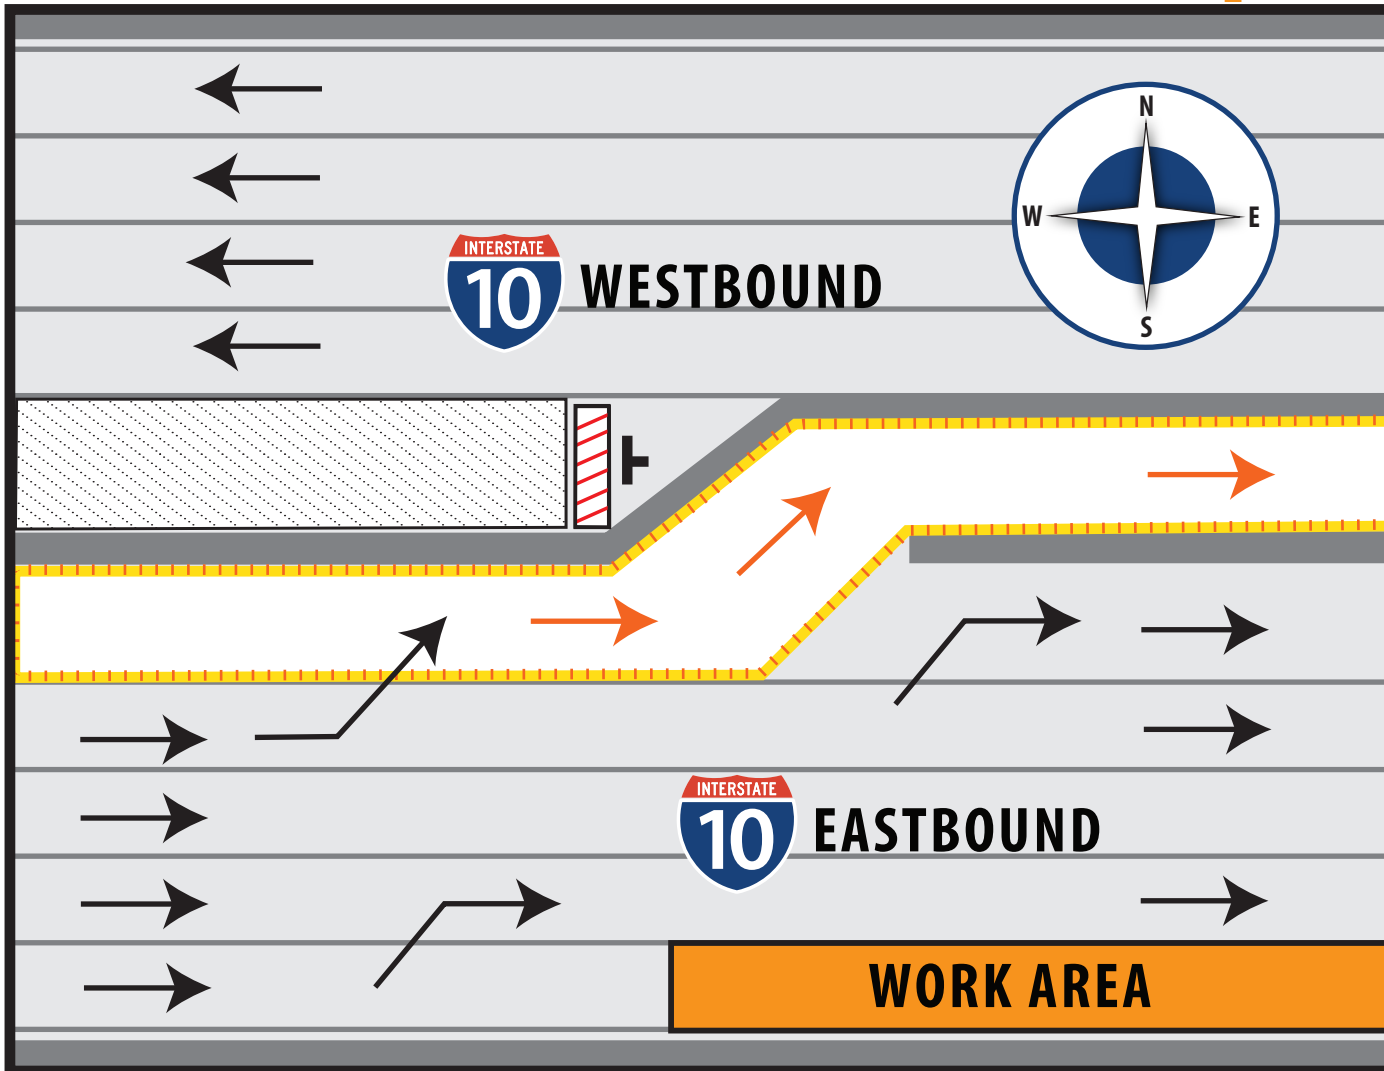 N
W E
S
INTERSTATE
10 WESTBOUND
INTERSTATE
10 EASTBOUND
WORK AREA